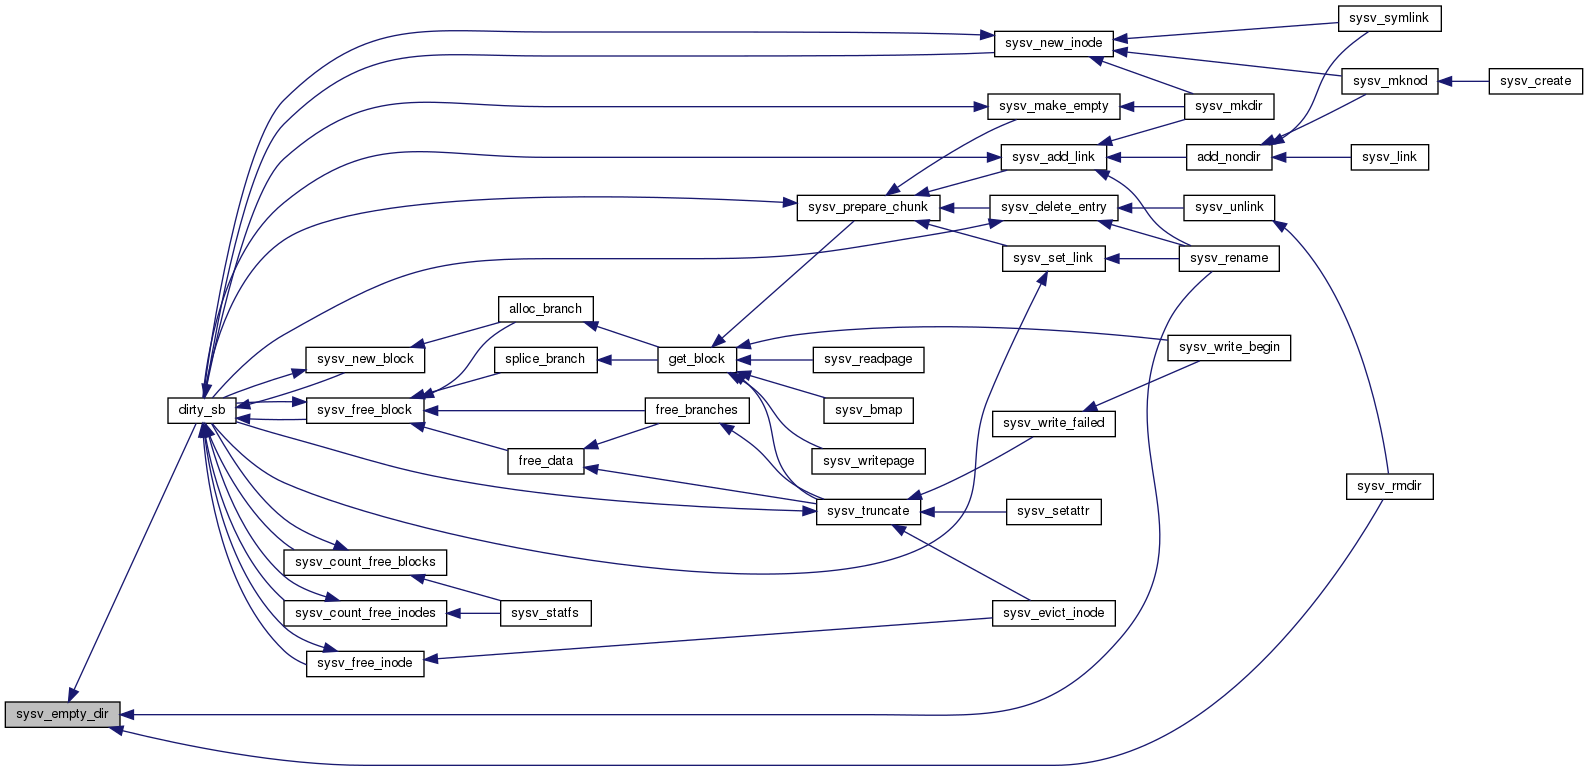 sysv_symlink
sysv_new_inode
sysv_mknod
sysv_create
sysv_make_empty
sysv_mkdir
sysv_add_link
add_nondir
sysv_link
sysv_prepare_chunk
sysv_delete_entry
sysv_unlink
sysv_set_link
sysv_rename
alloc_branch
sysv_new_block
splice_branch
get_block
sysv_readpage
sysv_write_begin
dirty_sb
sysv_free_block
free_branches
sysv_bmap
sysv_write_failed
free_data
sysv_writepage
sysv_rmdir
sysv_truncate
sysv_setattr
sysv_count_free_blocks
sysv_count_free_inodes
sysv_statfs
sysv_evict_inode
sysv_free_inode
sysv_empty_dir